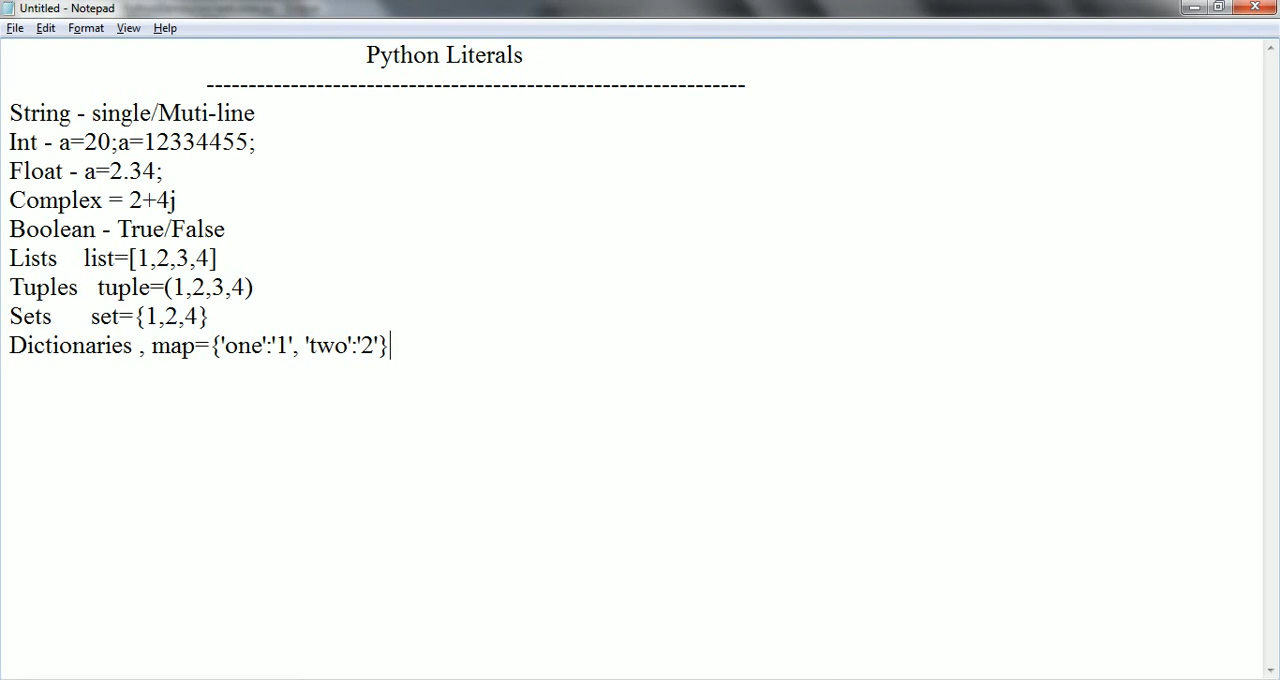 Untitled - Notepad
File Edit Format View Help
Python Literals
----------------------------------------------------------------
String - single/Muti-line
Int - a=20;a=12334455;
Float - a=2.34;
Complex = 2+4j
Boolean - True/False
Lists list=[1,2,3,4]
Tuples tuple=(1,2,3,4)
Sets set={1,2,4}
Dictionaries , map={'one':'1', 'two':'2'}